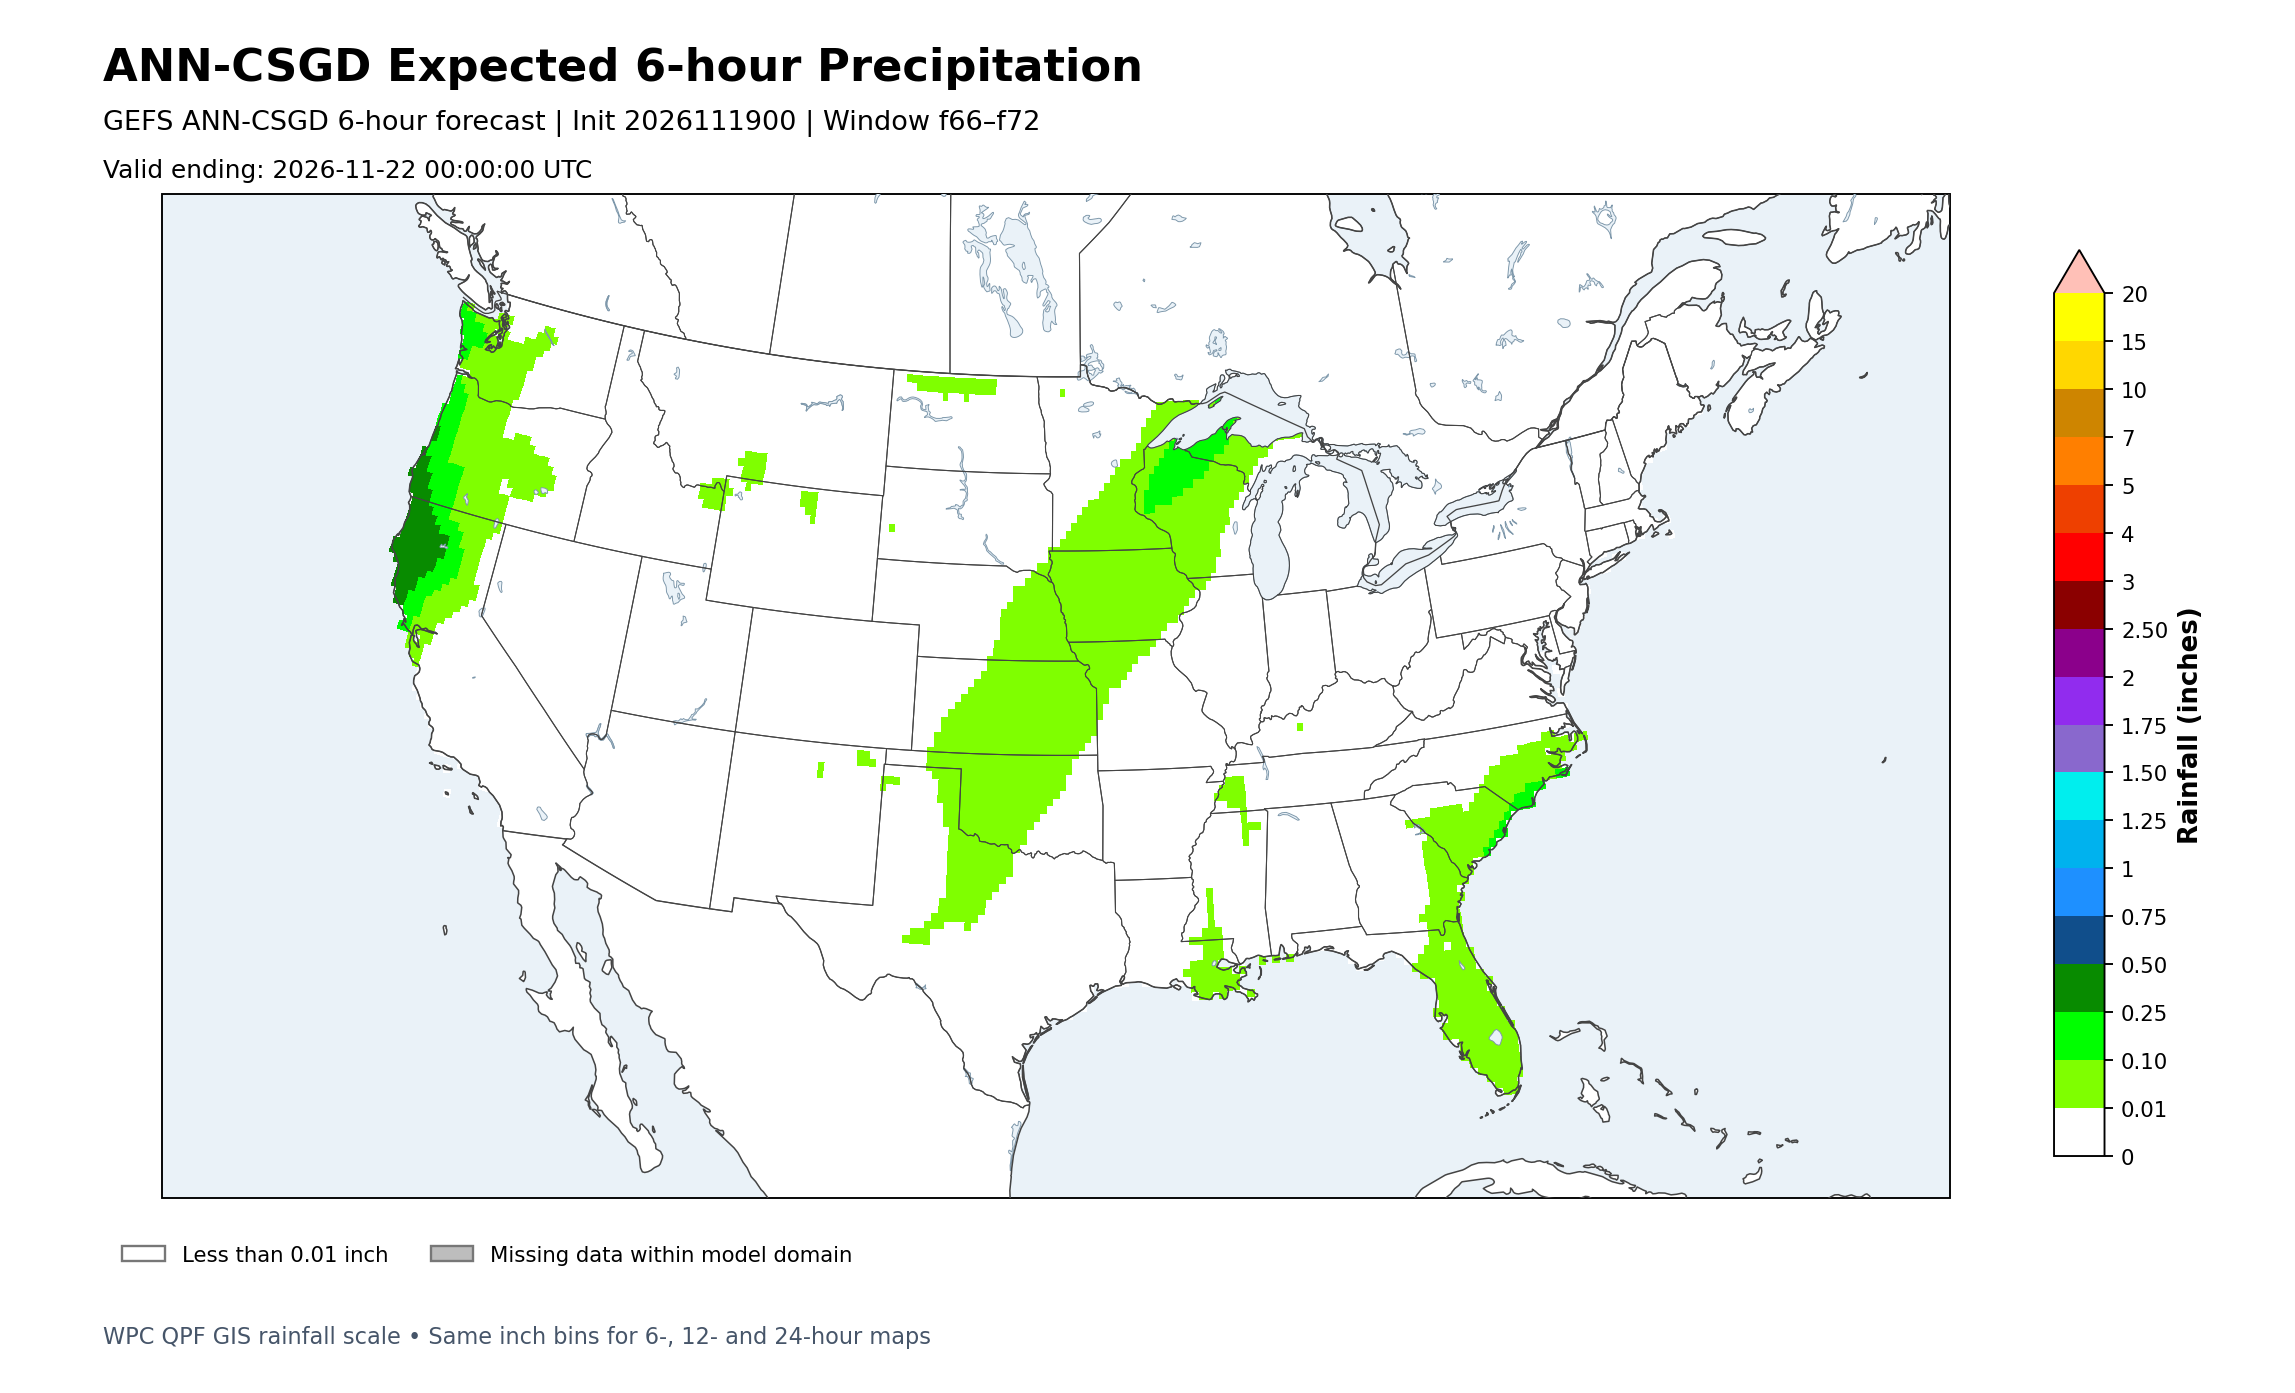 ANN-CSGD Expected 6-hour Precipitation
GEFS ANN-CSGD 6-hour forecast | Init 2026111900 | Window f66–f72
Valid ending: 2026-11-22 00:00:00 UTC
20
15
10
7
5
4
3
2.50
2
1.75
1.50
1.25
1
0.75
0.50
0.25
0.10
0.01
0
Rainfall (inches)
Less than 0.01 inch
Missing data within model domain
WPC QPF GIS rainfall scale • Same inch bins for 6-, 12- and 24-hour maps